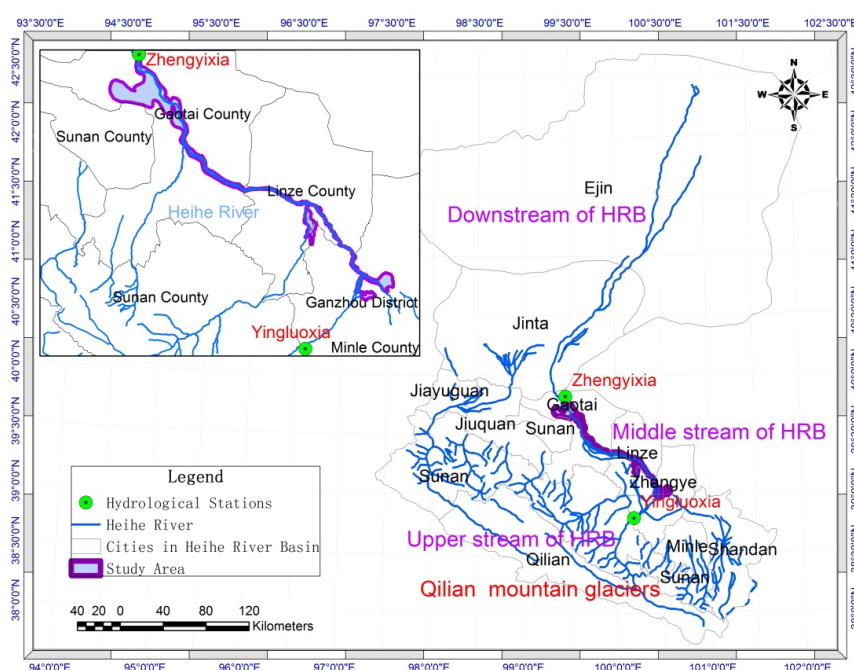 93°30'0"E 94°30'0"E 95°30'0"E 96°30'0"E 97°30'0"E 98°30'0"E 99°30'0"E 100°30'0"E 101°30'0"E 102°30'0"E
42°30'0"N
42°0'0"N
41°30'0"N
41°0'0"N
40°30'0"N
40°0'0"N
39°30'0"N
39°0'0"N
38°30'0"N
38°0'0"N
Zhengyixia
Gaotai County
Sunan County
Linze County
Heihe River
Sunan County
Ganzhou District
Yingluoxia
Minle County
N
W E
S
Ejin
Downstream of HRB
Jinta
Zhengyixia
Jiayuguan
Gaotai
Jiuquan
Sunan
Middle stream of HRB
Linze
Sunan
Zhangye
Yingluoxia
Upper stream of HRB
Minle
Shandan
Qilian
Sunan
Qilian mountain glaciers
Legend
Hydrological Stations
Heihe River
Cities in Heihe River Basin
Study Area
40 20 0 40 80 120
Kilometers
94°0'0"E 95°0'0"E 96°0'0"E 97°0'0"E 98°0'0"E 99°0'0"E 100°0'0"E 101°0'0"E 102°0'0"E